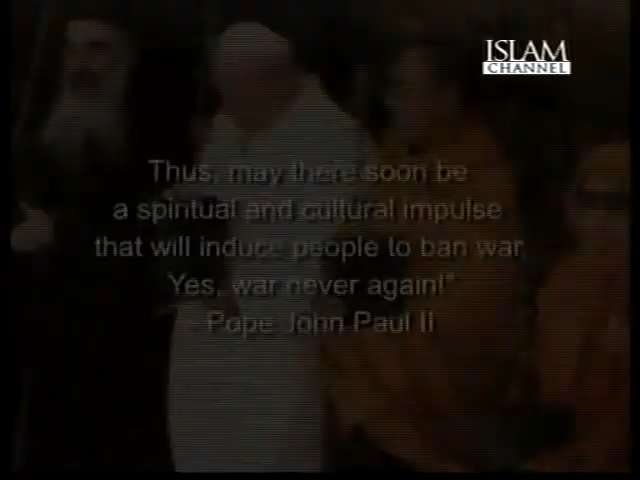 ISLAM
CHANNEL
Thus, may there soon be
a spiritual and cultural impulse
that will induce people to ban war.
Yes, war never again!"
- Pope John Paul II